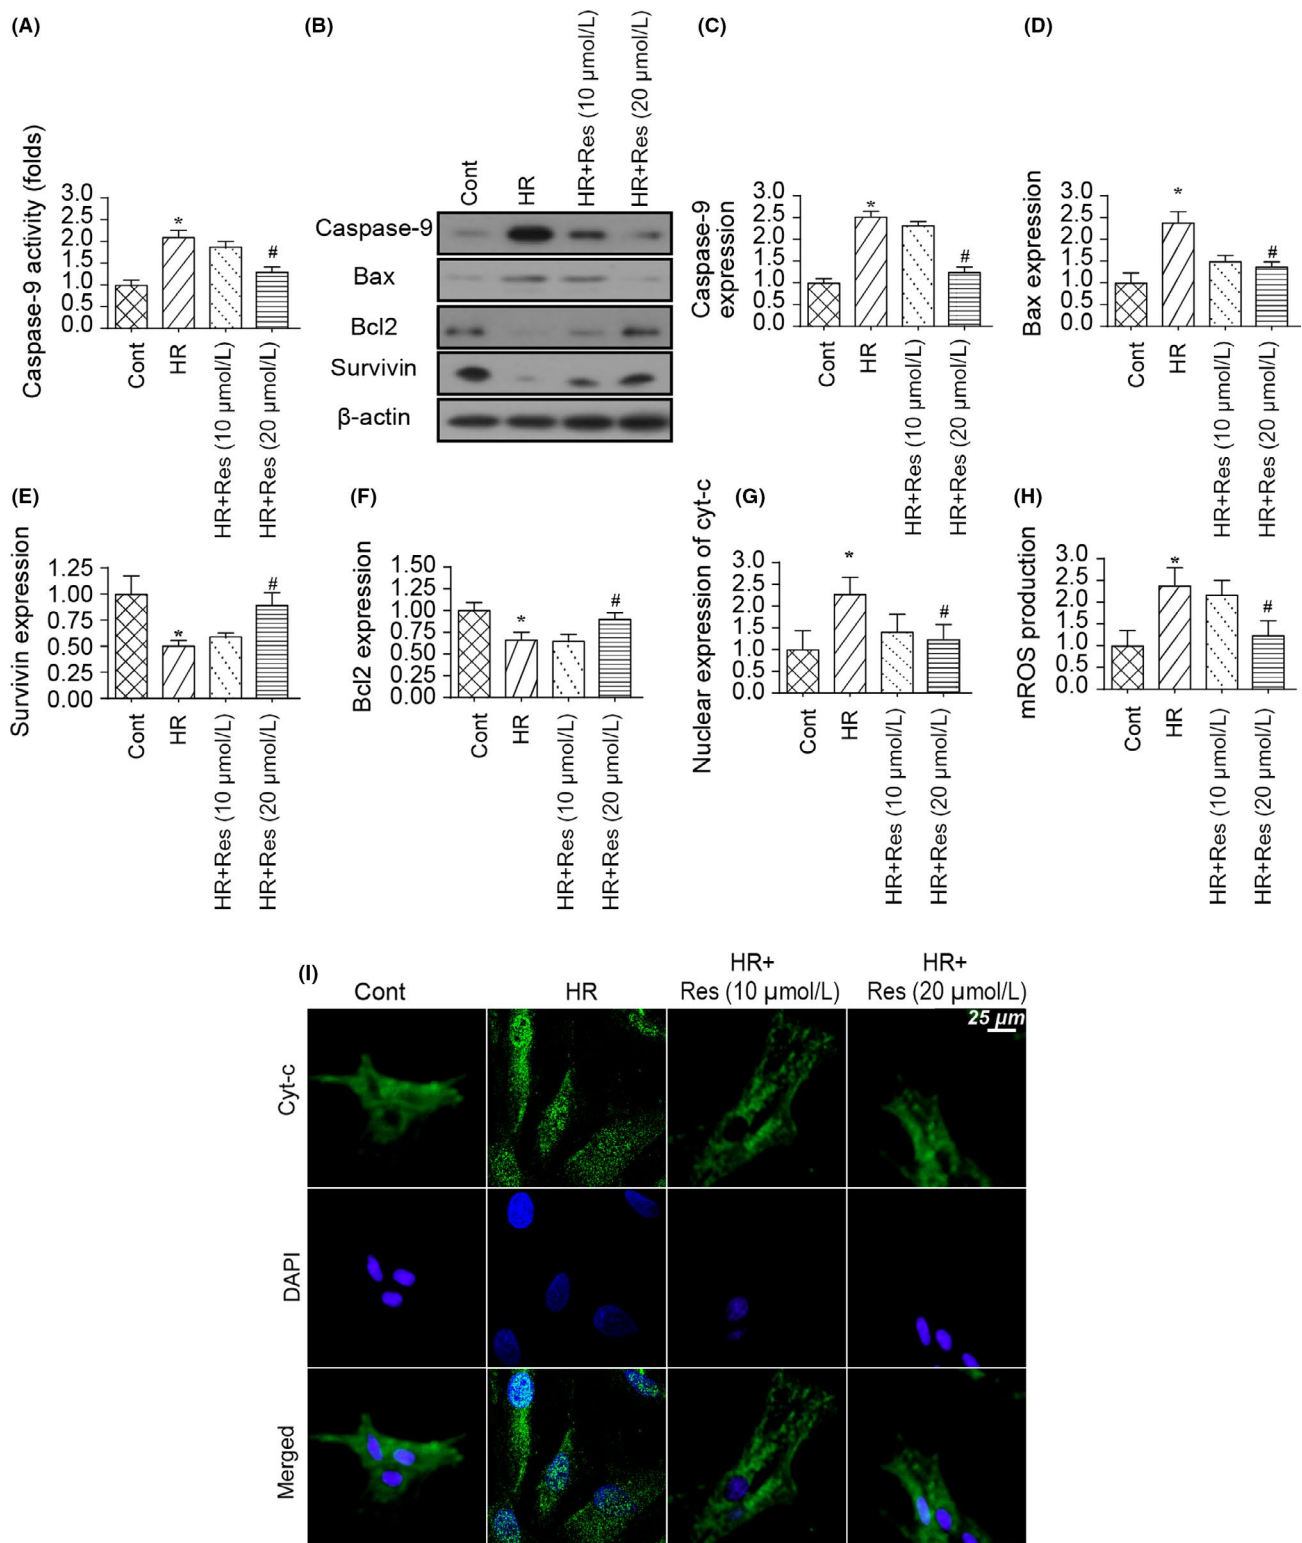 (A)
Caspase-9 activity (folds)
3.0
2.5
2.0
1.5
1.0
0.5
0.0
*
#
Cont
HR
HR+Res (10 µmol/L)
HR+Res (20 µmol/L)
(B)
Cont
HR
HR+Res (10 µmol/L)
HR+Res (20 µmol/L)
Caspase-9
Bax
Bcl2
Survivin
β-actin
(C)
Caspase-9
expression
3.0
2.5
2.0
1.5
1.0
0.5
0.0
*
#
Cont
HR
HR+Res (10 µmol/L)
HR+Res (20 µmol/L)
(D)
Bax expression
3.0
2.5
2.0
1.5
1.0
0.5
0.0
*
#
Cont
HR
HR+Res (10 µmol/L)
HR+Res (20 µmol/L)
(E)
Survivin expression
1.25
1.00
0.75
0.50
0.25
0.00
*
#
Cont
HR
HR+Res (10 µmol/L)
HR+Res (20 µmol/L)
(F)
Bcl2 expression
1.50
1.25
1.00
0.75
0.50
0.25
0.00
*
#
Cont
HR
HR+Res (10 µmol/L)
HR+Res (20 µmol/L)
(G)
Nuclear expression of cyt-c
3.0
2.5
2.0
1.5
1.0
0.5
0.0
*
#
Cont
HR
HR+Res (10 µmol/L)
HR+Res (20 µmol/L)
(H)
mROS production
3.0
2.5
2.0
1.5
1.0
0.5
0.0
*
#
Cont
HR
HR+Res (10 µmol/L)
HR+Res (20 µmol/L)
(I)
Cont
HR
HR+
Res (10 µmol/L)
HR+
Res (20 µmol/L)
25 µm
Cyt-c
DAPI
Merged